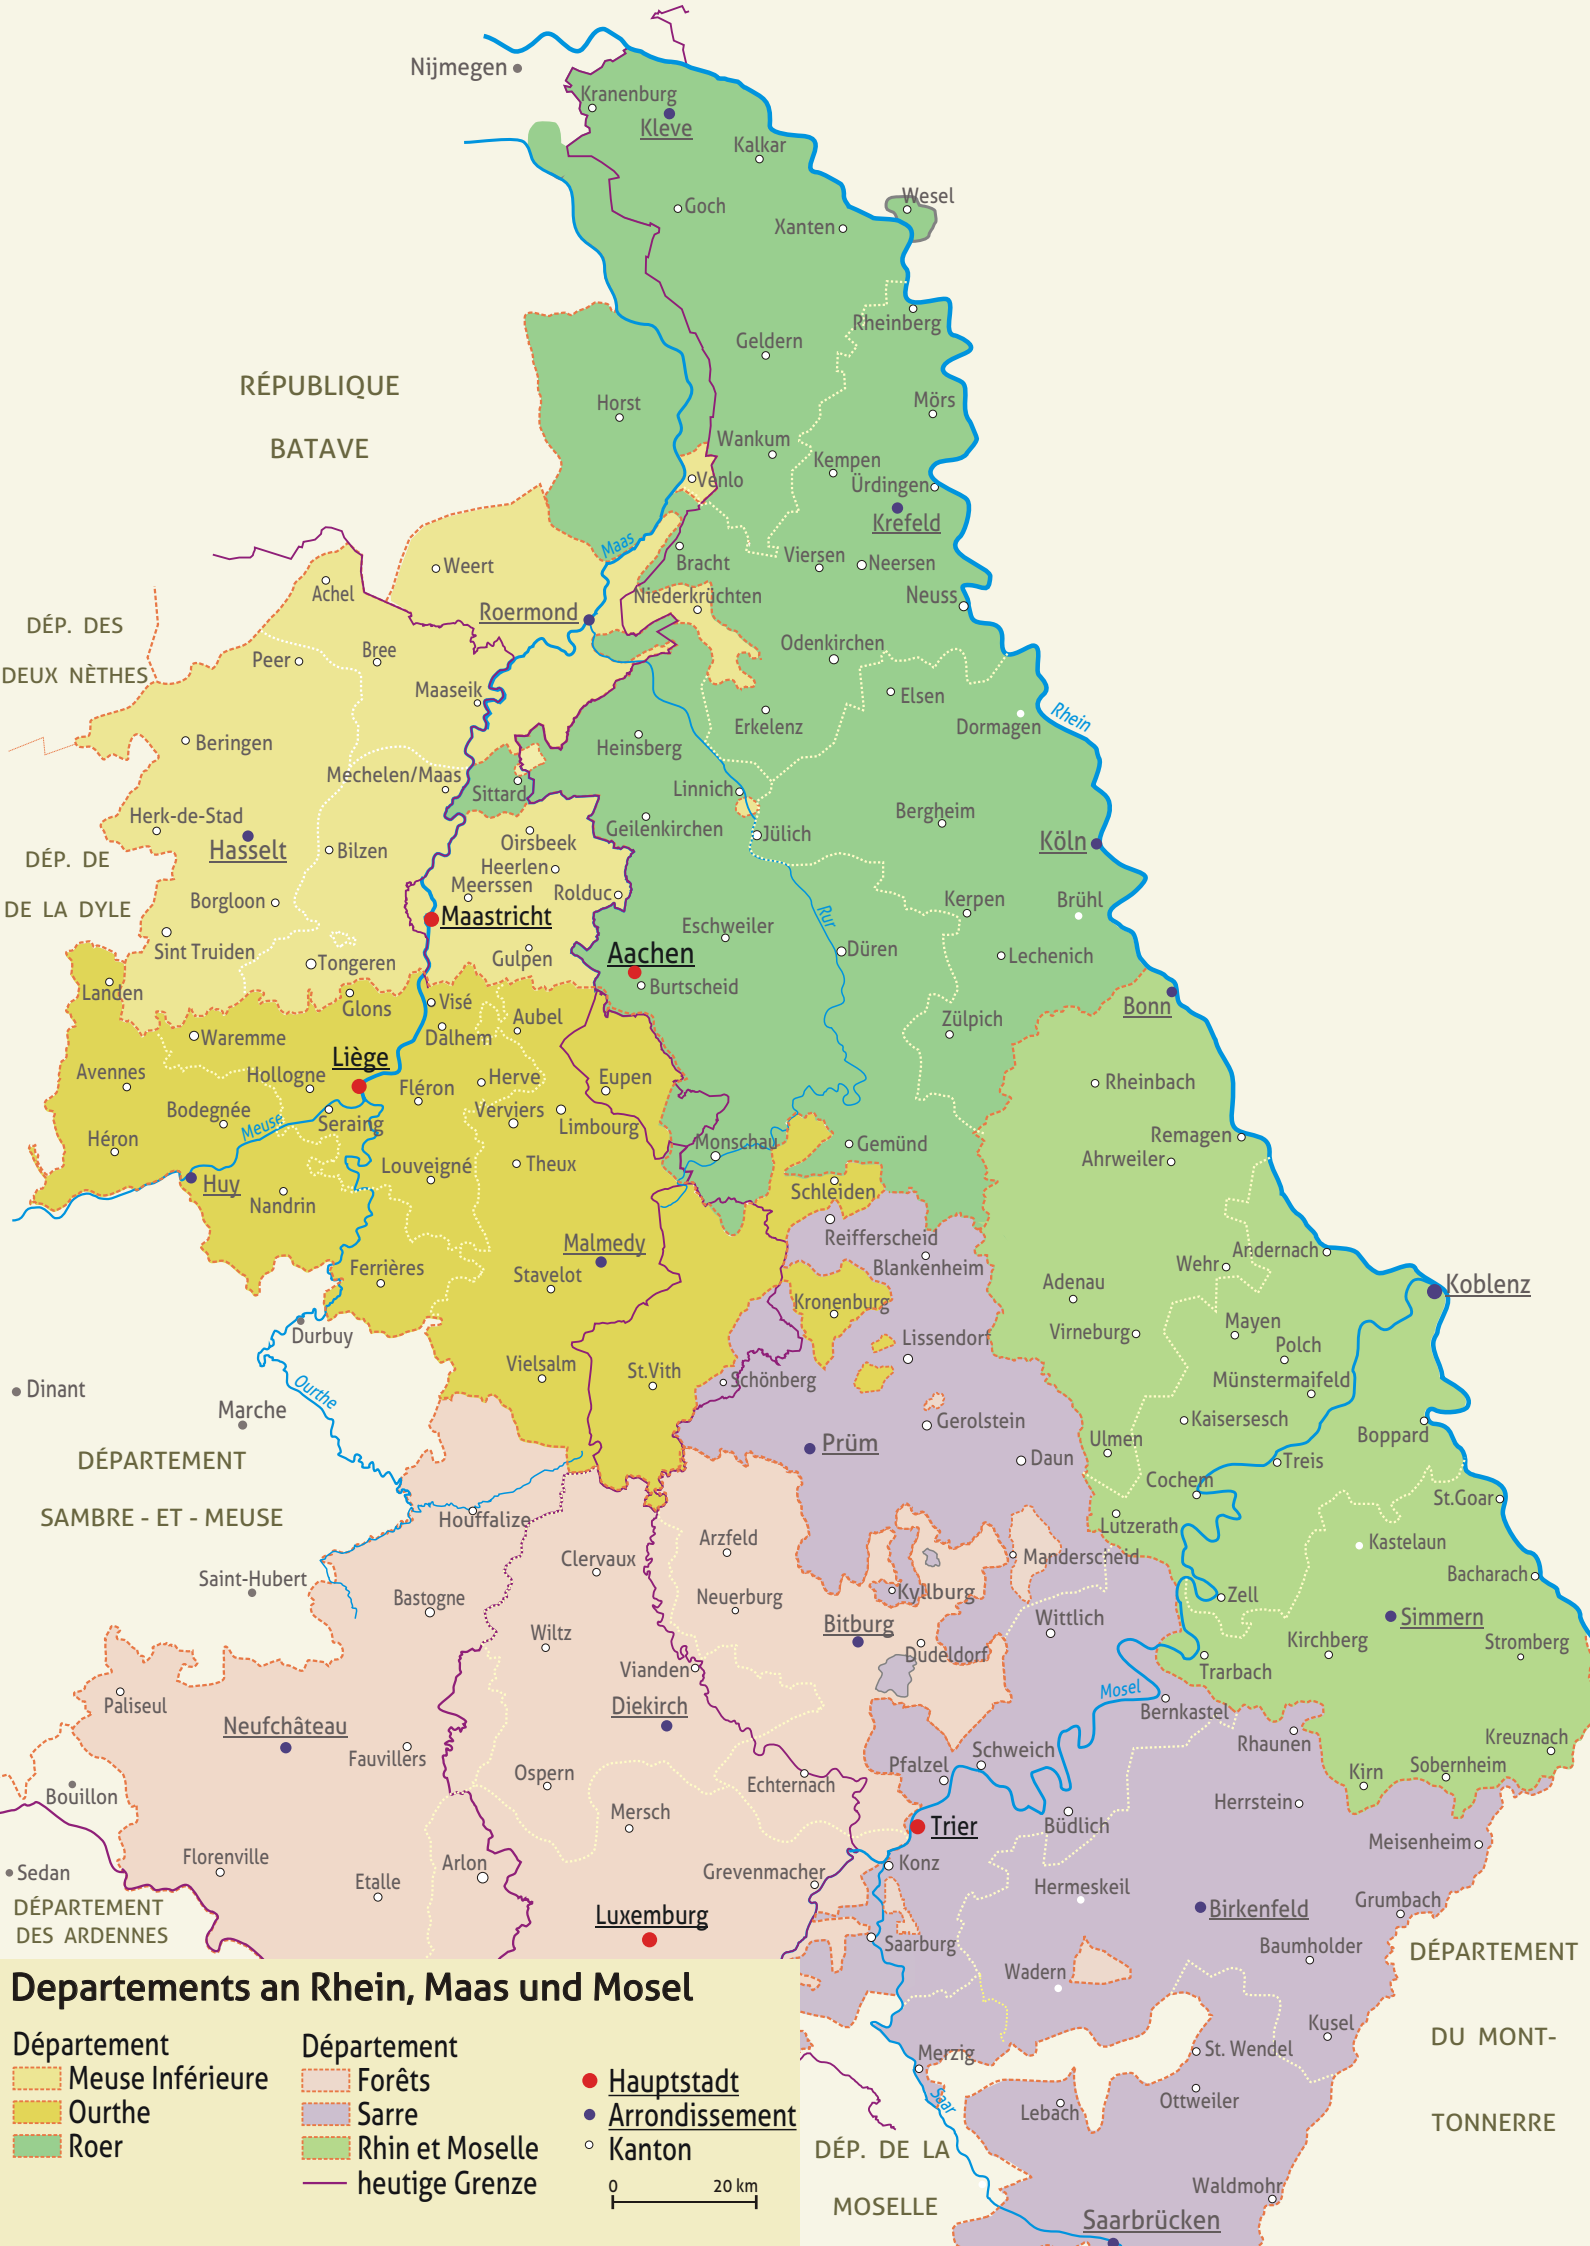 Nijmegen
Kranenburg
Kleve
Kalkar
Wesel
Goch
Xanten
Rheinberg
Geldern
RÉPUBLIQUE
BATAVE
Horst
Mörs
Wankum
Kempen
Venlo
Ürdingen
Krefeld
Maas
Weert
Bracht
Viersen
Neersen
Achel
Niederkrüchten
Neuss
Roermond
DÉP. DES
DEUX NÈTHES
Peer
Bree
Odenkirchen
Maaseik
Elsen
Rhein
Erkelenz
Dormagen
Beringen
Heinsberg
Mechelen/Maas
Sittard
Linnich
Herk-de-Stad
Hasselt
Bilzen
Oirsbeek
Geilenkirchen
Jülich
Bergheim
Köln
DÉP. DE
DE LA DYLE
Heerlen
Meerssen
Rolduc
Borgloon
Maastricht
Kerpen
Brühl
Rur
Eschweiler
Sint Truiden
Tongeren
Gulpen
Aachen
Burtscheid
Düren
Lechenich
Landen
Glons
Visé
Bonn
Waremme
Dalhem
Aubel
Zülpich
Liège
Avennes
Hollogne
Fléron
Herve
Eupen
Rheinbach
Bodegnée
Meuse
Seraing
Verviers
Limbourg
Héron
Monschau
Gemünd
Remagen
Ahrweiler
Huy
Nandrin
Louveigné
Theux
Schleiden
Reifferscheid
Malmedy
Blankenheim
Wehr
Andernach
Ferrières
Stavelot
Adenau
Koblenz
Kronenburg
Durbuy
Lissendorf
Virneburg
Mayen
Polch
Vielsalm
St.Vith
Schönberg
Münstermaifeld
Dinant
Ourthe
Marche
Gerolstein
Kaisersesch
Boppard
DÉPARTEMENT
SAMBRE - ET - MEUSE
Prüm
Daun
Ulmen
Treis
Cochem
St.Goar
Houffalize
Lutzerath
Arzfeld
Kastelaun
Clervaux
Manderscheid
Saint-Hubert
Bastogne
Neuerburg
Kyllburg
Bacharach
Zell
Bitburg
Wittlich
Simmern
Wiltz
Kirchberg
Stromberg
Vianden
Düdeldorf
Trarbach
Paliseul
Mosel
Diekirch
Bernkastel
Neufchâteau
Fauvillers
Rhaunen
Kreuznach
Ospern
Echternach
Pfalzel
Schweich
Kirn
Sobernheim
Bouillon
Mersch
Herrstein
Trier
Büdlich
Meisenheim
Florenville
Arlon
Grevenmacher
Konz
Sedan
Etalle
Hermeskeil
Birkenfeld
Grumbach
DÉPARTEMENT
DES ARDENNES
Luxemburg
Saarburg
Baumholder
DÉPARTEMENT
DU MONT-
TONNERRE
Wadern
Kusel
Merzig
St. Wendel
Saar
Lebach
Ottweiler
DÉP. DE LA
MOSELLE
Waldmohr
Saarbrücken
Departements an Rhein, Maas und Mosel
Département
Meuse Inférieure
Ourthe
Roer
Département
Forêts
Sarre
Rhin et Moselle
heutige Grenze
Hauptstadt
Arrondissement
Kanton
0 20 km